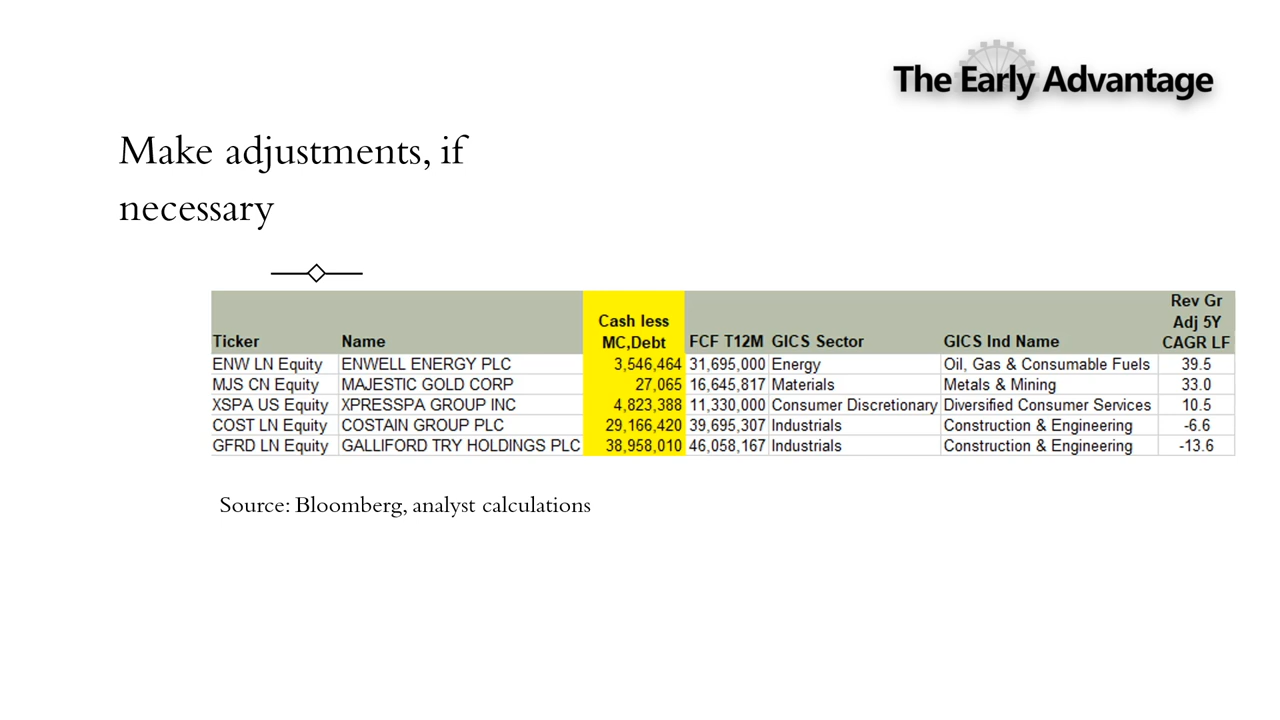 The Early Advantage
Make adjustments, if
necessary
Ticker Name Cash less MC,Debt FCF T12M GICS Sector GICS Ind Name Rev Gr Adj 5Y CAGR LF
ENW LN Equity ENWELL ENERGY PLC 3,546,464 31,695,000 Energy Oil, Gas & Consumable Fuels 39.5
MJS CN Equity MAJESTIC GOLD CORP 27,065 16,645,817 Materials Metals & Mining 33.0
XSPA US Equity XPRESSPA GROUP INC 4,823,388 11,330,000 Consumer Discretionary Diversified Consumer Services 10.5
COST LN Equity COSTAIN GROUP PLC 29,166,420 39,695,307 Industrials Construction & Engineering -6.6
GFRD LN Equity GALLIFORD TRY HOLDINGS PLC 38,958,010 46,058,167 Industrials Construction & Engineering -13.6
Source: Bloomberg, analyst calculations